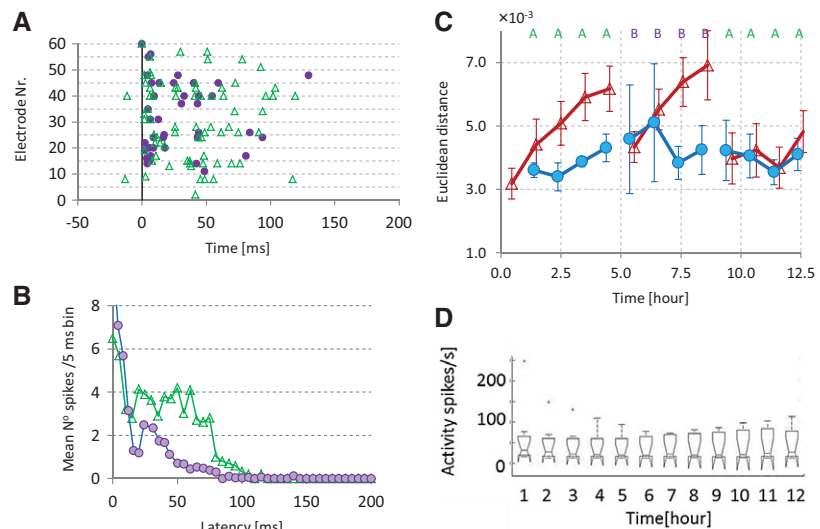 A
60
50
40
30
20
10
0
Electrode Nr.
-50 0 50 100 150 200
Time [ms]
B
8
6
4
2
0
Mean N° spikes /5 ms bin
0 50 100 150 200
Latency [ms]
C
×10⁻³
A A A A B B B B A A A A
7.0
5.0
3.0
1.0
Euclidean distance
0.0 2.5 5.0 7.5 10.0 12.5
Time [hour]
D
200
100
0
Activity spikes/s]
1 2 3 4 5 6 7 8 9 10 11 12
Time[hour]